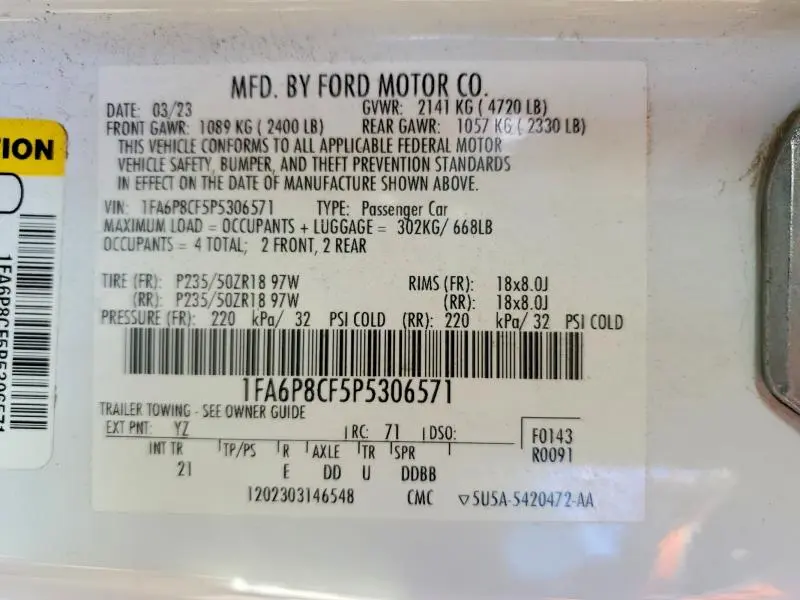 MFD. BY FORD MOTOR CO.
DATE: 03/23 GVWR: 2141 KG ( 4720 LB)
FRONT GAWR: 1089 KG ( 2400 LB) REAR GAWR: 1057 KG ( 2330 LB)
THIS VEHICLE CONFORMS TO ALL APPLICABLE FEDERAL MOTOR
VEHICLE SAFETY, BUMPER, AND THEFT PREVENTION STANDARDS
IN EFFECT ON THE DATE OF MANUFACTURE SHOWN ABOVE.
VIN: 1FA6P8CF5P5306571 TYPE: Passenger Car
MAXIMUM LOAD = OCCUPANTS + LUGGAGE = 302KG/ 668LB
OCCUPANTS = 4 TOTAL; 2 FRONT, 2 REAR
TIRE (FR): P235/50ZR18 97W RIMS (FR): 18x8.0J
(RR): P235/50ZR18 97W (RR): 18x8.0J
PRESSURE (FR): 220 kPa/ 32 PSI COLD (RR): 220 kPa/ 32 PSI COLD
1FA6P8CF5P5306571
TRAILER TOWING - SEE OWNER GUIDE
EXT PNT: YZ RC: 71 DSO: F0143
R0091
INT TR TP/PS R AXLE TR SPR
21 E DD U DDBB
1202303146548 CMC ▽5U5A-5420472-AA
TION
1FA6P8CF5P5306571